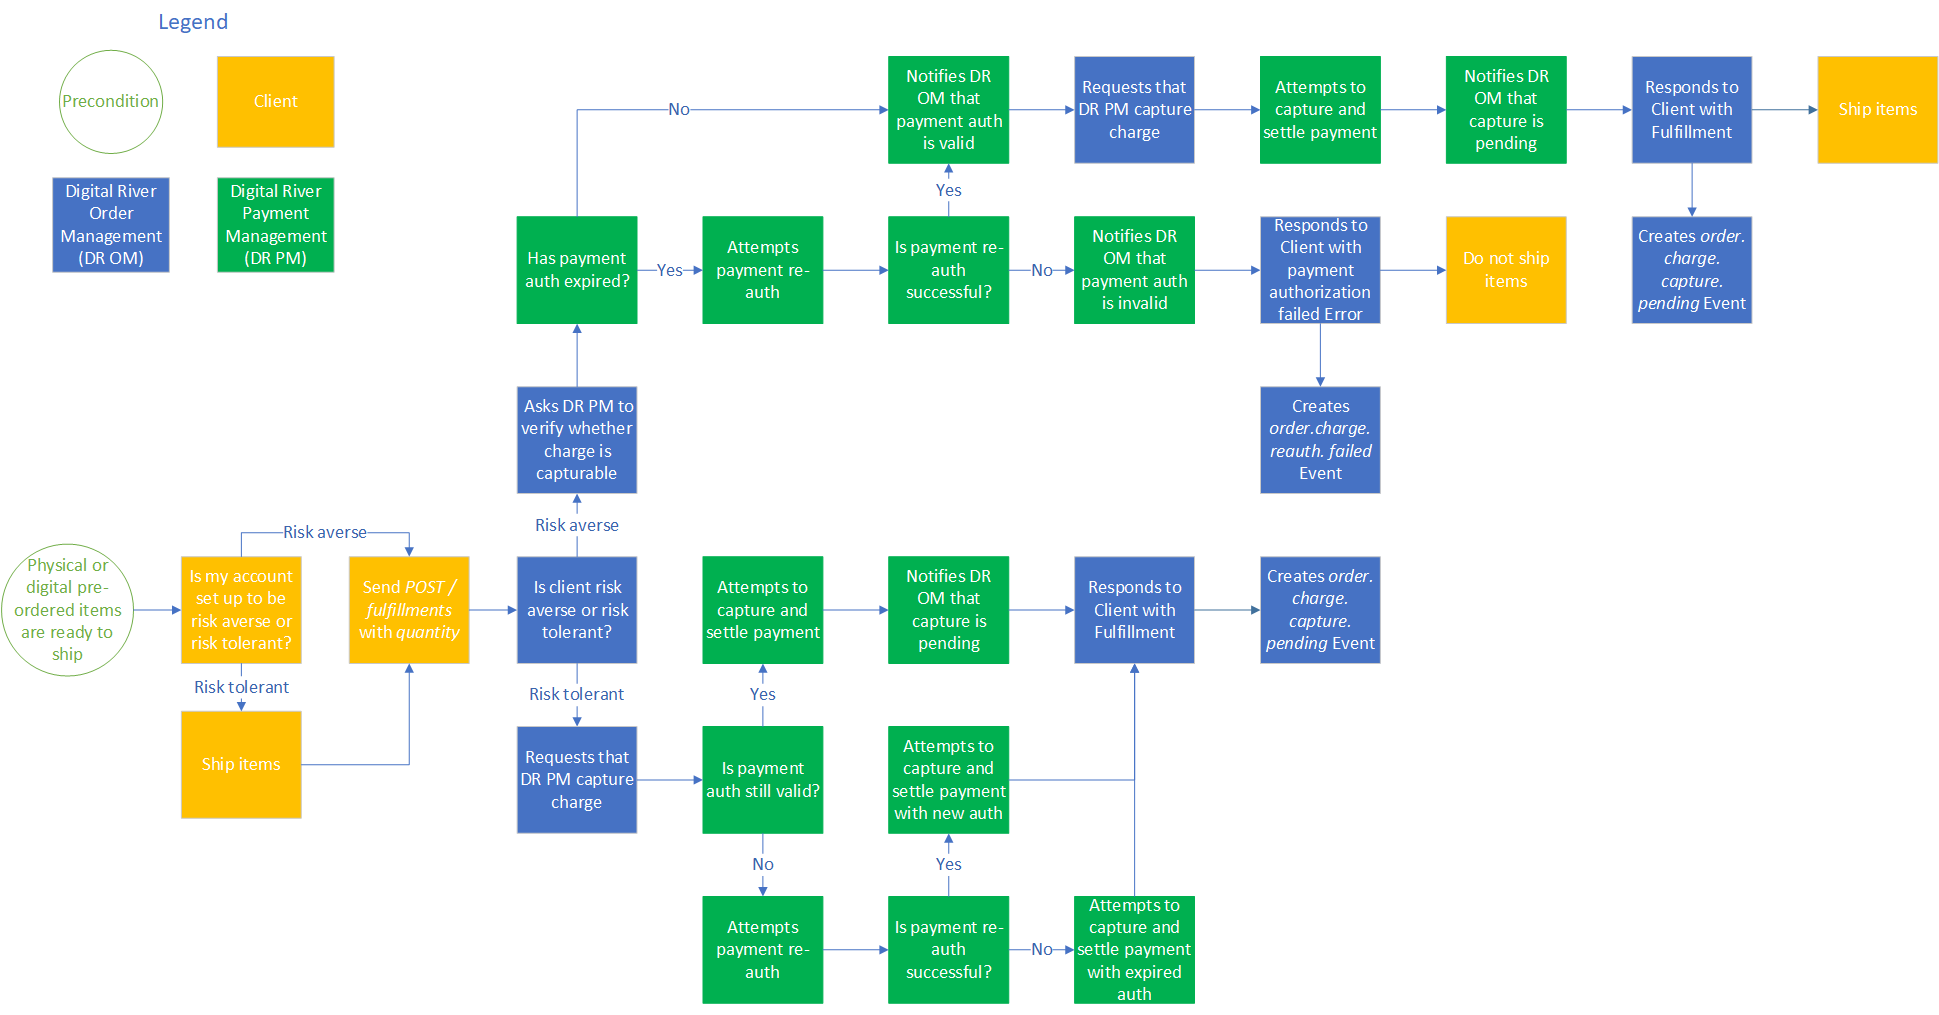 Legend
Precondition
Client
Digital River
Order
Management
(DR OM)
Digital River
Payment
Management
(DR PM)
No
Notifies DR
OM that
payment auth
is valid
Requests that
DR PM capture
charge
Attempts to
capture and
settle payment
Notifies DR
OM that
capture is
pending
Responds to
Client with
Fulfillment
Ship items
Yes
Has payment
auth expired?
Yes
Attempts
payment re-
auth
Is payment re-
auth
successful?
No
Notifies DR
OM that
payment auth
is invalid
Responds to
Client with
payment
authorization
failed Error
Do not ship
items
Creates order.
charge.
capture.
pending Event
Asks DR PM to
verify whether
charge is
capturable
Creates
order.charge.
reauth. failed
Event
Risk averse
Risk averse
Physical or
digital pre-
ordered items
are ready to
ship
Is my account
set up to be
risk averse or
risk tolerant?
Send POST /
fulfillments
with quantity
Is client risk
averse or risk
tolerant?
Attempts to
capture and
settle payment
Notifies DR
OM that
capture is
pending
Responds to
Client with
Fulfillment
Creates order.
charge.
capture.
pending Event
Risk tolerant
Risk tolerant
Yes
Ship items
Requests that
DR PM capture
charge
Is payment
auth still valid?
Attempts to
capture and
settle payment
with new auth
No
Yes
Attempts
payment re-
auth
Is payment re-
auth
successful?
No
Attempts to
capture and
settle payment
with expired
auth